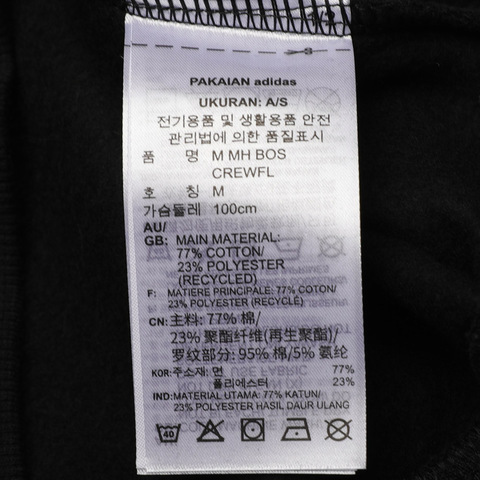 PAKAIAN adidas
UKURAN: A/S
전기용품 및 생활용품 안전
관리법에 의한 품질표시
품 명 M MH BOS
CREWFL
호 칭 M
가슴둘레 100cm
AU/
GB: MAIN MATERIAL:
77% COTTON/
23% POLYESTER
(RECYCLED)
F: MATIERE PRINCIPALE: 77% COTON/
23% POLYESTER (RECYCLÉ)
CN: 主料: 77% 棉/
23% 聚酯纤维(再生聚酯)/
罗纹部分: 95% 棉/5% 氨纶
KOR: 주소재: 면 77%
폴리에스터 23%
IND: MATERIAL UTAMA: 77% KATUN/
23% POLYESTER HASIL DAUR ULANG
40